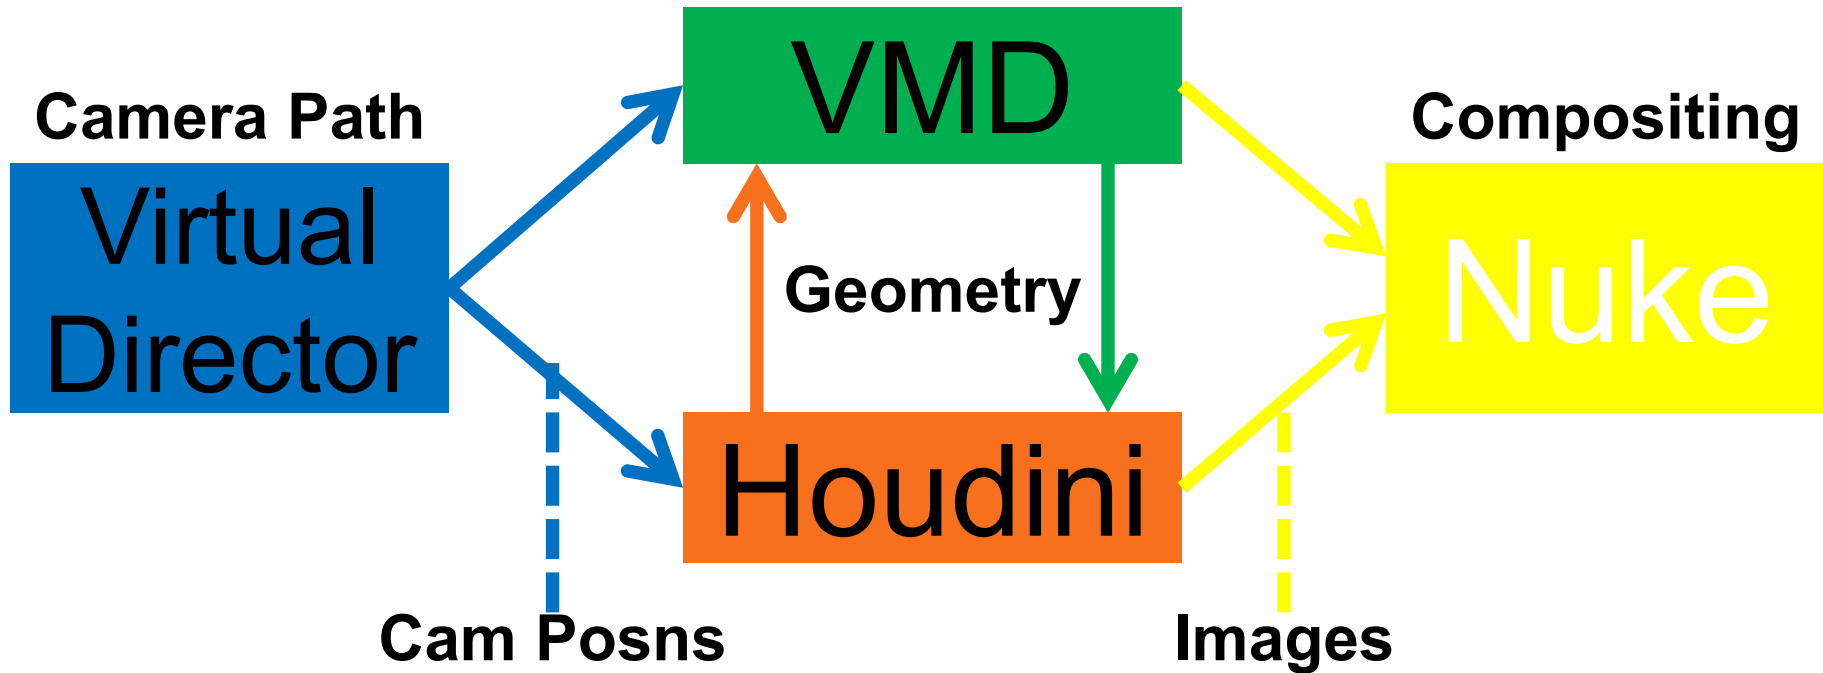 Camera Path
Virtual
Director
VMD
Geometry
Houdini
Compositing
Nuke
Cam Posns
Images